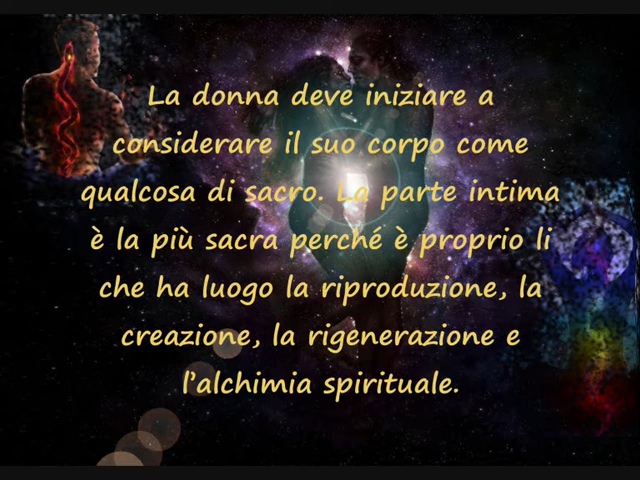 La donna deve iniziare a
considerare il suo corpo come
qualcosa di sacro. La parte intima
è la più sacra perché è proprio li
che ha luogo la riproduzione, la
creazione, la rigenerazione e
l'alchimia spirituale.